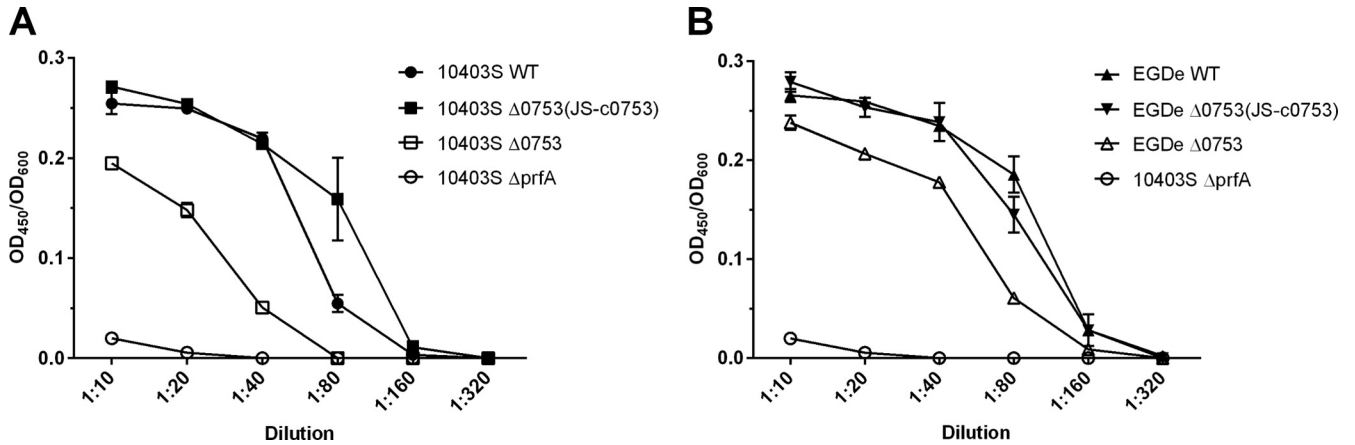 A
0.3
0.2
0.1
0.0
OD450/OD600
1:10
1:20
1:40
1:80
1:160
1:320
Dilution
10403S WT
10403S Δ0753(JS-c0753)
10403S Δ0753
10403S ΔprfA
B
0.3
0.2
0.1
0.0
OD450/OD600
1:10
1:20
1:40
1:80
1:160
1:320
Dilution
EGDe WT
EGDe Δ0753(JS-c0753)
EGDe Δ0753
10403S ΔprfA